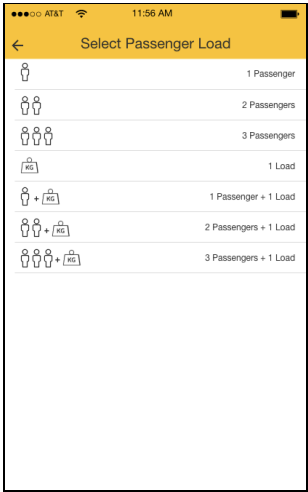 AT&T 11:56 AM
Select Passenger Load
1 Passenger
2 Passengers
3 Passengers
KG 1 Load
+ KG 1 Passenger + 1 Load
+ KG 2 Passengers + 1 Load
+ KG 3 Passengers + 1 Load